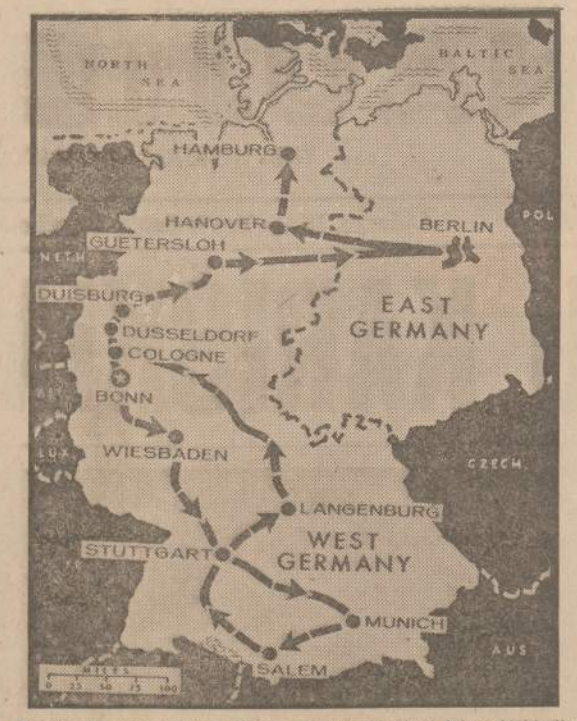 NORTH
SEA
BALTIC
SEA
HAMBURG
HANOVER
BERLIN
POL
GUETERSLOH
NETH
DUISBURG
EAST
GERMANY
DUSSELDORF
COLOGNE
BONN
WIESBADEN
LUX
CZECH.
LANGENBURG
STUTTGART
WEST
GERMANY
MUNICH
AUS
SALEM
MILES
0 25 50 75 100